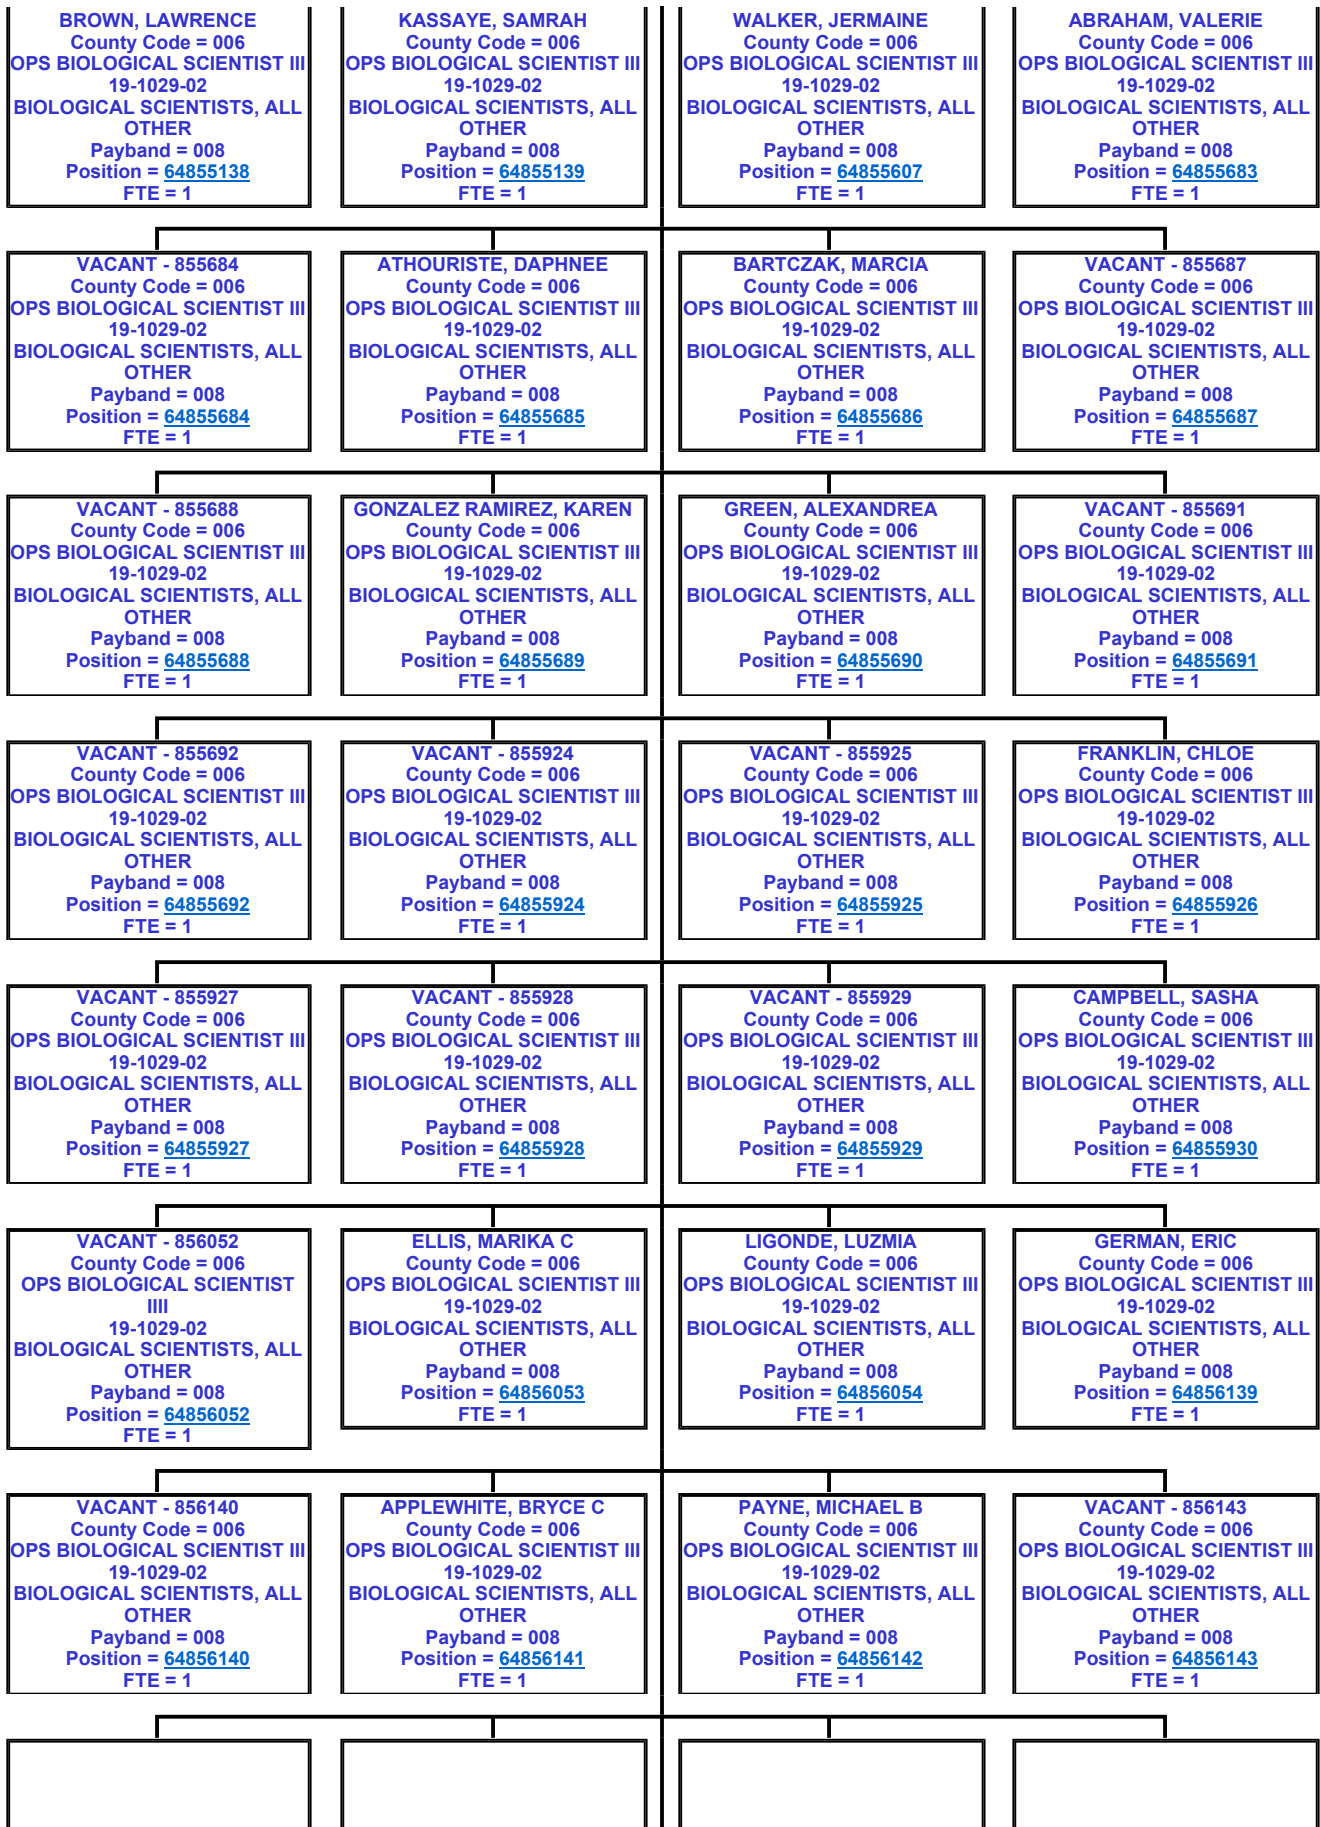 BROWN, LAWRENCE
County Code = 006
OPS BIOLOGICAL SCIENTIST III
19-1029-02
BIOLOGICAL SCIENTISTS, ALL
OTHER
Payband = 008
Position = 64855138
FTE = 1
KASSAYE, SAMRAH
County Code = 006
OPS BIOLOGICAL SCIENTIST III
19-1029-02
BIOLOGICAL SCIENTISTS, ALL
OTHER
Payband = 008
Position = 64855139
FTE = 1
WALKER, JERMAINE
County Code = 006
OPS BIOLOGICAL SCIENTIST III
19-1029-02
BIOLOGICAL SCIENTISTS, ALL
OTHER
Payband = 008
Position = 64855607
FTE = 1
ABRAHAM, VALERIE
County Code = 006
OPS BIOLOGICAL SCIENTIST III
19-1029-02
BIOLOGICAL SCIENTISTS, ALL
OTHER
Payband = 008
Position = 64855683
FTE = 1
VACANT - 855684
County Code = 006
OPS BIOLOGICAL SCIENTIST III
19-1029-02
BIOLOGICAL SCIENTISTS, ALL
OTHER
Payband = 008
Position = 64855684
FTE = 1
ATHOURISTE, DAPHNEE
County Code = 006
OPS BIOLOGICAL SCIENTIST III
19-1029-02
BIOLOGICAL SCIENTISTS, ALL
OTHER
Payband = 008
Position = 64855685
FTE = 1
BARTCZAK, MARCIA
County Code = 006
OPS BIOLOGICAL SCIENTIST III
19-1029-02
BIOLOGICAL SCIENTISTS, ALL
OTHER
Payband = 008
Position = 64855686
FTE = 1
VACANT - 855687
County Code = 006
OPS BIOLOGICAL SCIENTIST III
19-1029-02
BIOLOGICAL SCIENTISTS, ALL
OTHER
Payband = 008
Position = 64855687
FTE = 1
VACANT - 855688
County Code = 006
OPS BIOLOGICAL SCIENTIST III
19-1029-02
BIOLOGICAL SCIENTISTS, ALL
OTHER
Payband = 008
Position = 64855688
FTE = 1
GONZALEZ RAMIREZ, KAREN
County Code = 006
OPS BIOLOGICAL SCIENTIST III
19-1029-02
BIOLOGICAL SCIENTISTS, ALL
OTHER
Payband = 008
Position = 64855689
FTE = 1
GREEN, ALEXANDREA
County Code = 006
OPS BIOLOGICAL SCIENTIST III
19-1029-02
BIOLOGICAL SCIENTISTS, ALL
OTHER
Payband = 008
Position = 64855690
FTE = 1
VACANT - 855691
County Code = 006
OPS BIOLOGICAL SCIENTIST III
19-1029-02
BIOLOGICAL SCIENTISTS, ALL
OTHER
Payband = 008
Position = 64855691
FTE = 1
VACANT - 855692
County Code = 006
OPS BIOLOGICAL SCIENTIST III
19-1029-02
BIOLOGICAL SCIENTISTS, ALL
OTHER
Payband = 008
Position = 64855692
FTE = 1
VACANT - 855924
County Code = 006
OPS BIOLOGICAL SCIENTIST III
19-1029-02
BIOLOGICAL SCIENTISTS, ALL
OTHER
Payband = 008
Position = 64855924
FTE = 1
VACANT - 855925
County Code = 006
OPS BIOLOGICAL SCIENTIST III
19-1029-02
BIOLOGICAL SCIENTISTS, ALL
OTHER
Payband = 008
Position = 64855925
FTE = 1
FRANKLIN, CHLOE
County Code = 006
OPS BIOLOGICAL SCIENTIST III
19-1029-02
BIOLOGICAL SCIENTISTS, ALL
OTHER
Payband = 008
Position = 64855926
FTE = 1
VACANT - 855927
County Code = 006
OPS BIOLOGICAL SCIENTIST III
19-1029-02
BIOLOGICAL SCIENTISTS, ALL
OTHER
Payband = 008
Position = 64855927
FTE = 1
VACANT - 855928
County Code = 006
OPS BIOLOGICAL SCIENTIST III
19-1029-02
BIOLOGICAL SCIENTISTS, ALL
OTHER
Payband = 008
Position = 64855928
FTE = 1
VACANT - 855929
County Code = 006
OPS BIOLOGICAL SCIENTIST III
19-1029-02
BIOLOGICAL SCIENTISTS, ALL
OTHER
Payband = 008
Position = 64855929
FTE = 1
CAMPBELL, SASHA
County Code = 006
OPS BIOLOGICAL SCIENTIST III
19-1029-02
BIOLOGICAL SCIENTISTS, ALL
OTHER
Payband = 008
Position = 64855930
FTE = 1
VACANT - 856052
County Code = 006
OPS BIOLOGICAL SCIENTIST
IIII
19-1029-02
BIOLOGICAL SCIENTISTS, ALL
OTHER
Payband = 008
Position = 64856052
FTE = 1
ELLIS, MARIKA C
County Code = 006
OPS BIOLOGICAL SCIENTIST III
19-1029-02
BIOLOGICAL SCIENTISTS, ALL
OTHER
Payband = 008
Position = 64856053
FTE = 1
LIGONDE, LUZMIA
County Code = 006
OPS BIOLOGICAL SCIENTIST III
19-1029-02
BIOLOGICAL SCIENTISTS, ALL
OTHER
Payband = 008
Position = 64856054
FTE = 1
GERMAN, ERIC
County Code = 006
OPS BIOLOGICAL SCIENTIST III
19-1029-02
BIOLOGICAL SCIENTISTS, ALL
OTHER
Payband = 008
Position = 64856139
FTE = 1
VACANT - 856140
County Code = 006
OPS BIOLOGICAL SCIENTIST III
19-1029-02
BIOLOGICAL SCIENTISTS, ALL
OTHER
Payband = 008
Position = 64856140
FTE = 1
APPLEWHITE, BRYCE C
County Code = 006
OPS BIOLOGICAL SCIENTIST III
19-1029-02
BIOLOGICAL SCIENTISTS, ALL
OTHER
Payband = 008
Position = 64856141
FTE = 1
PAYNE, MICHAEL B
County Code = 006
OPS BIOLOGICAL SCIENTIST III
19-1029-02
BIOLOGICAL SCIENTISTS, ALL
OTHER
Payband = 008
Position = 64856142
FTE = 1
VACANT - 856143
County Code = 006
OPS BIOLOGICAL SCIENTIST III
19-1029-02
BIOLOGICAL SCIENTISTS, ALL
OTHER
Payband = 008
Position = 64856143
FTE = 1